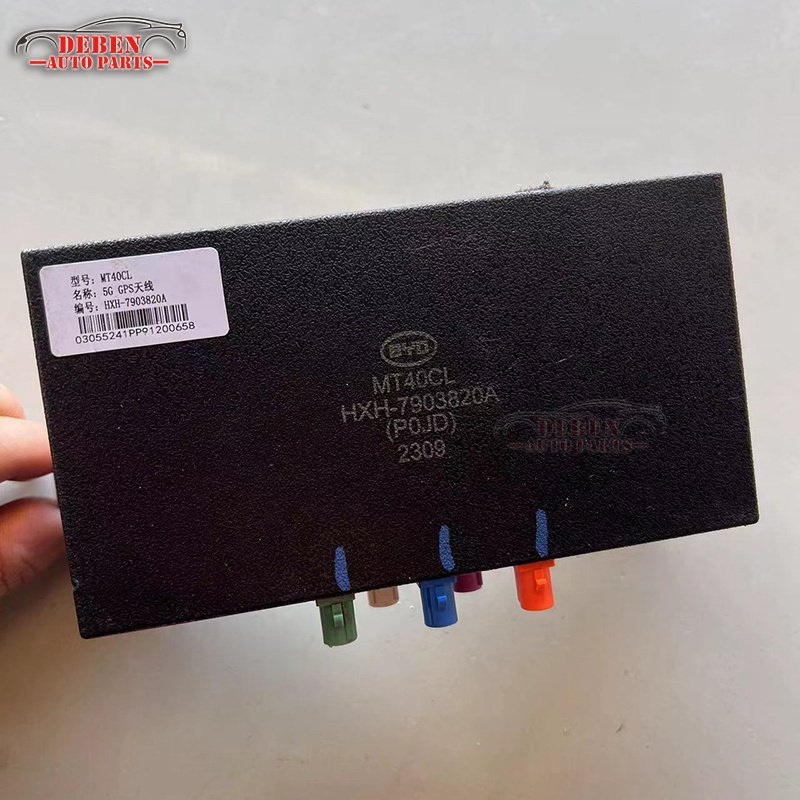 DEBEN
AUTO PARTS
型号: MT40CL
名称: 5G GPS天线
编号: HXH-7903820A
03055241PP91200658
BYD
MT40CL
HXH-7903820A
(P0JD)
2309
DEBEN
AUTO PARTS